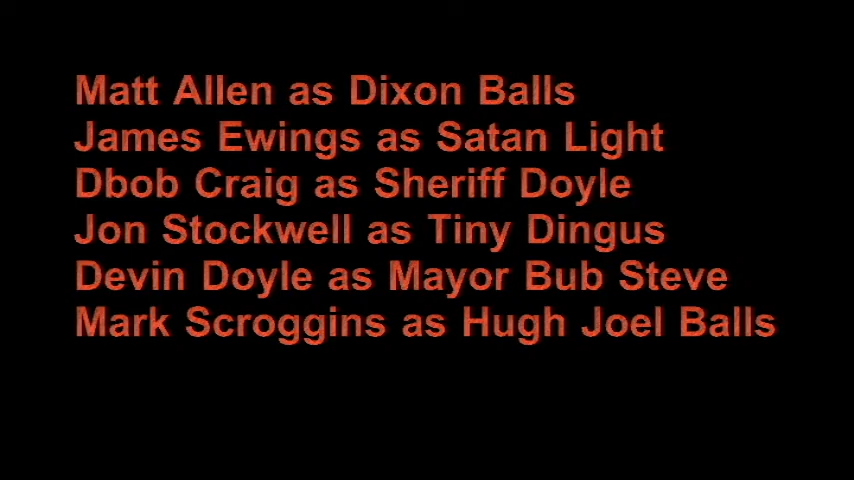 Matt Allen as Dixon Balls
James Ewings as Satan Light
Dbob Craig as Sheriff Doyle
Jon Stockwell as Tiny Dingus
Devin Doyle as Mayor Bub Steve
Mark Scroggins as Hugh Joel Balls